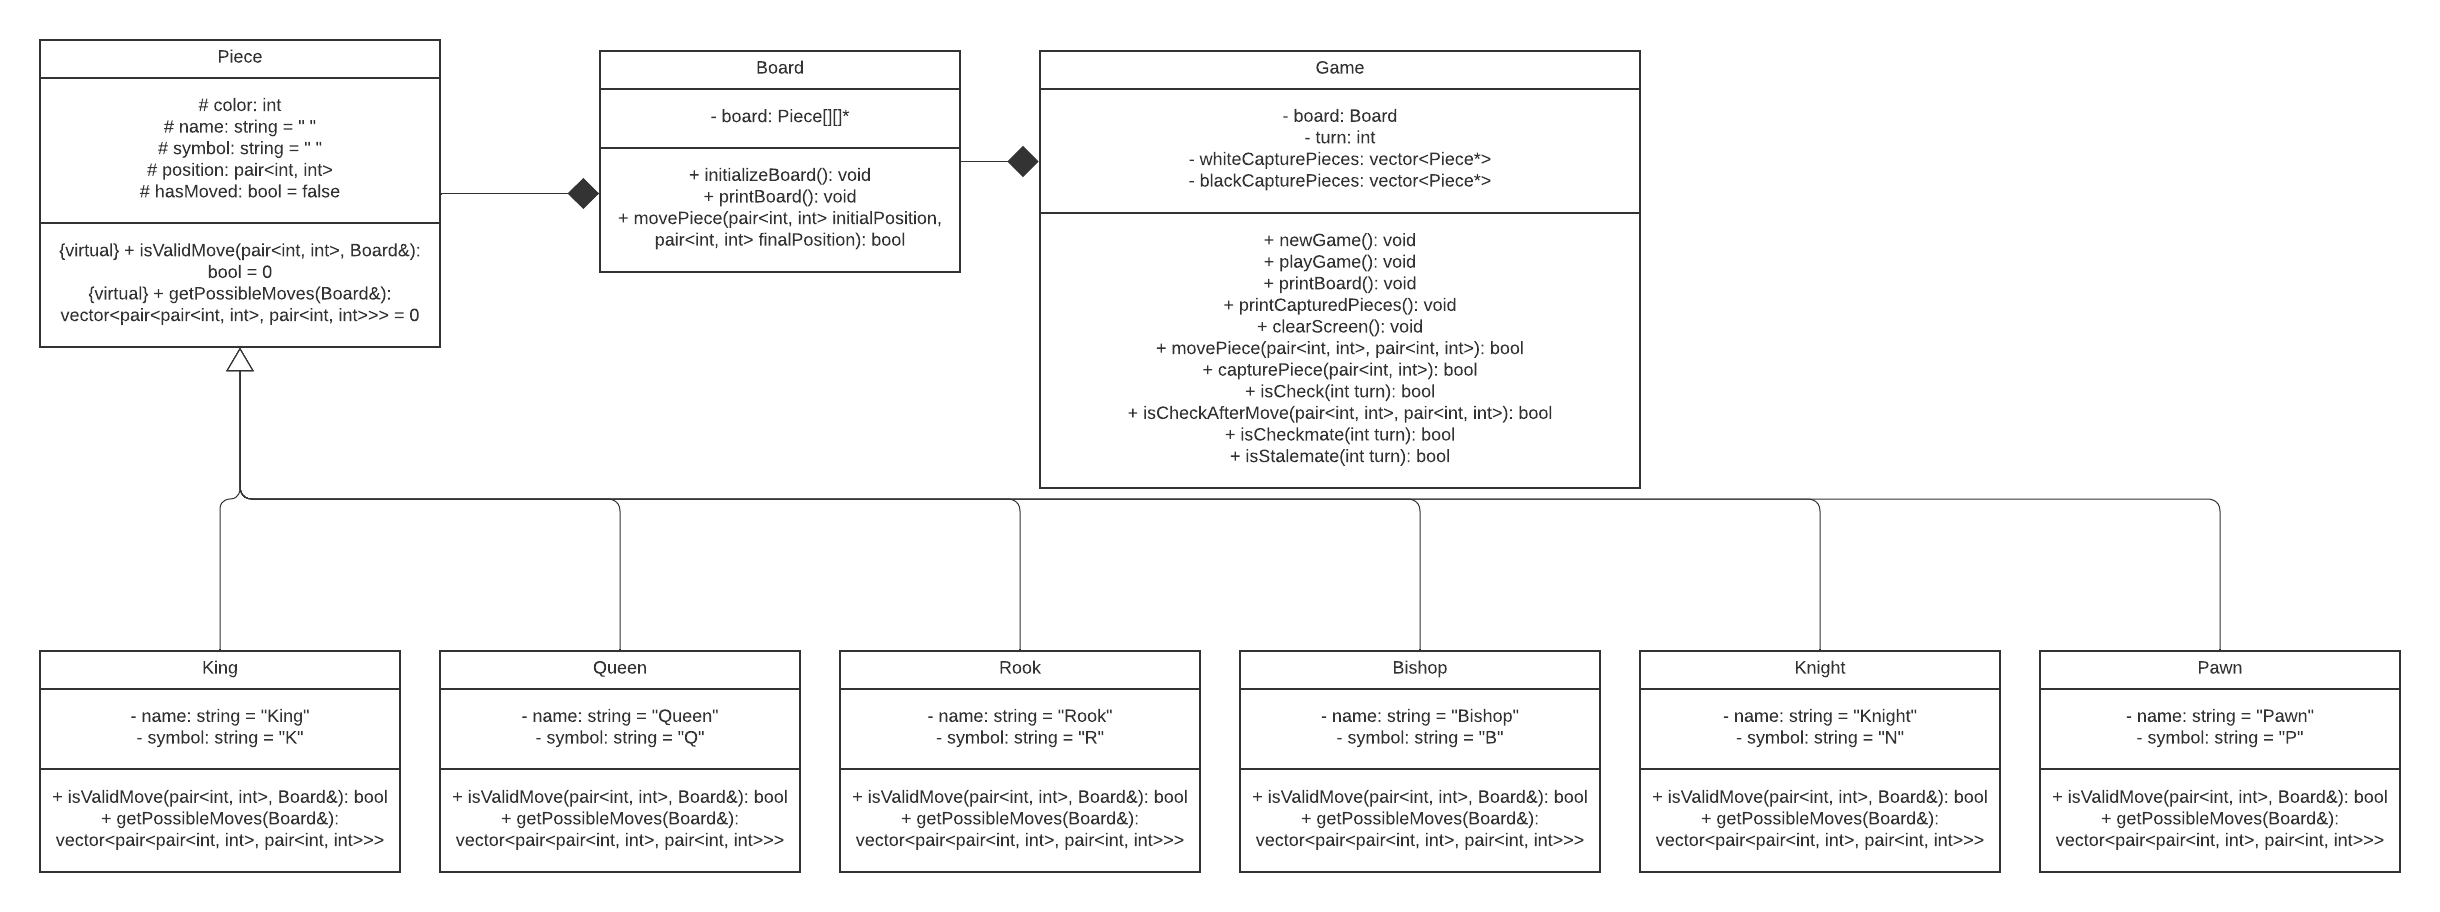 Piece
# color: int
# name: string = " "
# symbol: string = " "
# position: pair<int, int>
# hasMoved: bool = false
{virtual} + isValidMove(pair<int, int>, Board&):
bool = 0
{virtual} + getPossibleMoves(Board&):
vector<pair<pair<int, int>, pair<int, int>>> = 0
Board
- board: Piece[][]*
+ initializeBoard(): void
+ printBoard(): void
+ movePiece(pair<int, int> initialPosition,
pair<int, int> finalPosition): bool
Game
- board: Board
- turn: int
- whiteCapturePieces: vector<Piece*>
- blackCapturePieces: vector<Piece*>
+ newGame(): void
+ playGame(): void
+ printBoard(): void
+ printCapturedPieces(): void
+ clearScreen(): void
+ movePiece(pair<int, int>, pair<int, int>): bool
+ capturePiece(pair<int, int>): bool
+ isCheck(int turn): bool
+ isCheckAfterMove(pair<int, int>, pair<int, int>): bool
+ isCheckmate(int turn): bool
+ isStalemate(int turn): bool
King
- name: string = "King"
- symbol: string = "K"
+ isValidMove(pair<int, int>, Board&): bool
+ getPossibleMoves(Board&):
vector<pair<pair<int, int>, pair<int, int>>>
Queen
- name: string = "Queen"
- symbol: string = "Q"
+ isValidMove(pair<int, int>, Board&): bool
+ getPossibleMoves(Board&):
vector<pair<pair<int, int>, pair<int, int>>>
Rook
- name: string = "Rook"
- symbol: string = "R"
+ isValidMove(pair<int, int>, Board&): bool
+ getPossibleMoves(Board&):
vector<pair<pair<int, int>, pair<int, int>>>
Bishop
- name: string = "Bishop"
- symbol: string = "B"
+ isValidMove(pair<int, int>, Board&): bool
+ getPossibleMoves(Board&):
vector<pair<pair<int, int>, pair<int, int>>>
Knight
- name: string = "Knight"
- symbol: string = "N"
+ isValidMove(pair<int, int>, Board&): bool
+ getPossibleMoves(Board&):
vector<pair<pair<int, int>, pair<int, int>>>
Pawn
- name: string = "Pawn"
- symbol: string = "P"
+ isValidMove(pair<int, int>, Board&): bool
+ getPossibleMoves(Board&):
vector<pair<pair<int, int>, pair<int, int>>>